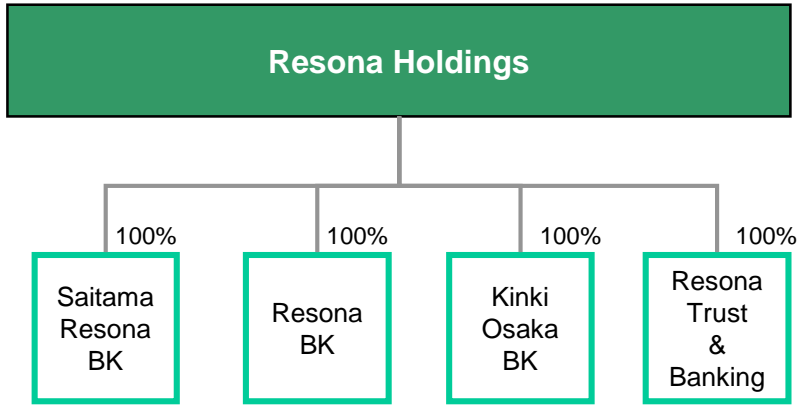 Resona Holdings
100%
100%
100%
100%
Saitama
Resona
BK
Resona
BK
Kinki
Osaka
BK
Resona
Trust
&
Banking